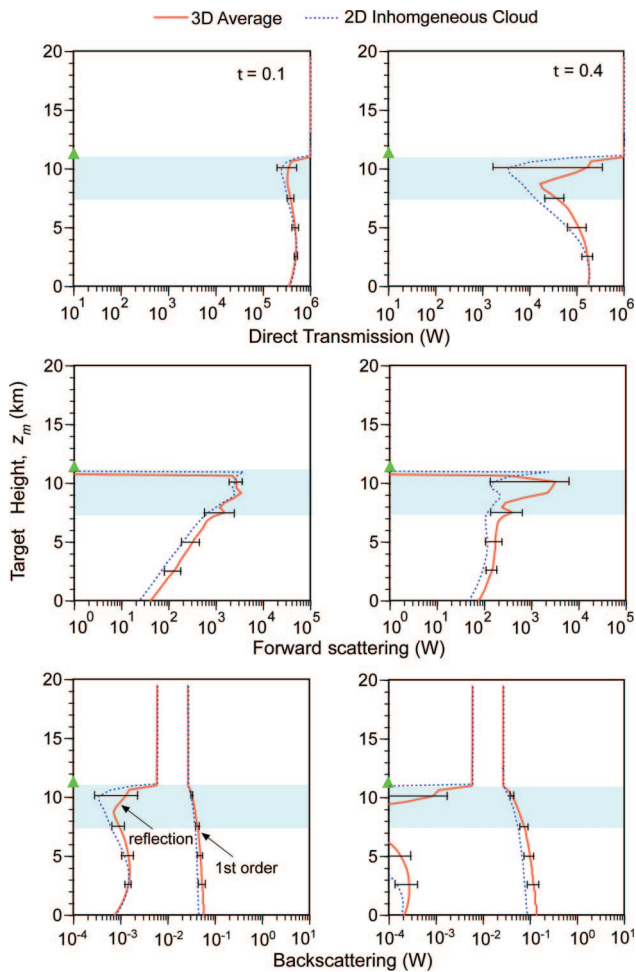 3D Average 2D Inhomgeneous Cloud
t = 0.1 t = 0.4
20 20
15 15
10 10
5 5
0 0
10^1 10^2 10^3 10^4 10^5 10^6 10^1 10^2 10^3 10^4 10^5 10^6
Direct Transmission (W)
Target Height, z_m (km)
20 20
15 15
10 10
5 5
0 0
10^0 10^1 10^2 10^3 10^4 10^5 10^0 10^1 10^2 10^3 10^4 10^5
Forward scattering (W)
20 20
15 15
10 10
reflection
5 5
1st order
0 0
10^-4 10^-3 10^-2 10^-1 10^0 10^1 10^-4 10^-3 10^-2 10^-1 10^0 10^1
Backscattering (W)